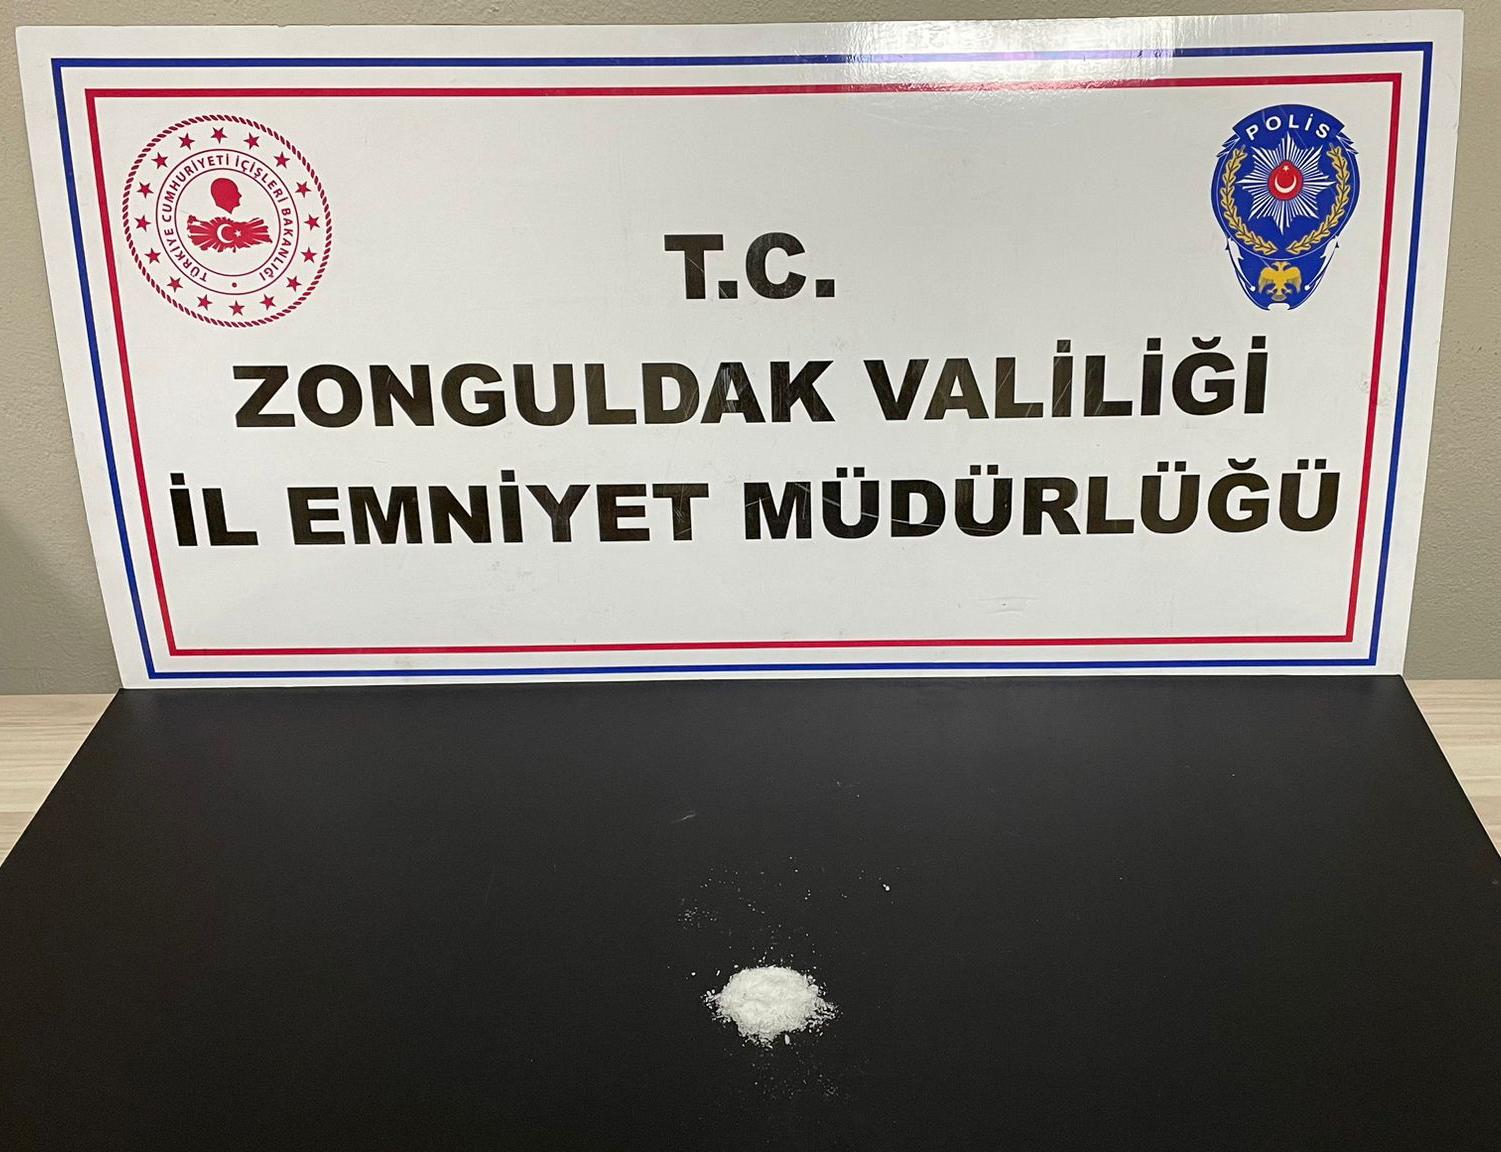 TÜRKİYE CUMHURİYETİ İÇİŞLERİ BAKANLIĞI
POLİS
T.C.
ZONGULDAK VALİLİĞİ
İL EMNİYET MÜDÜRLÜĞÜ